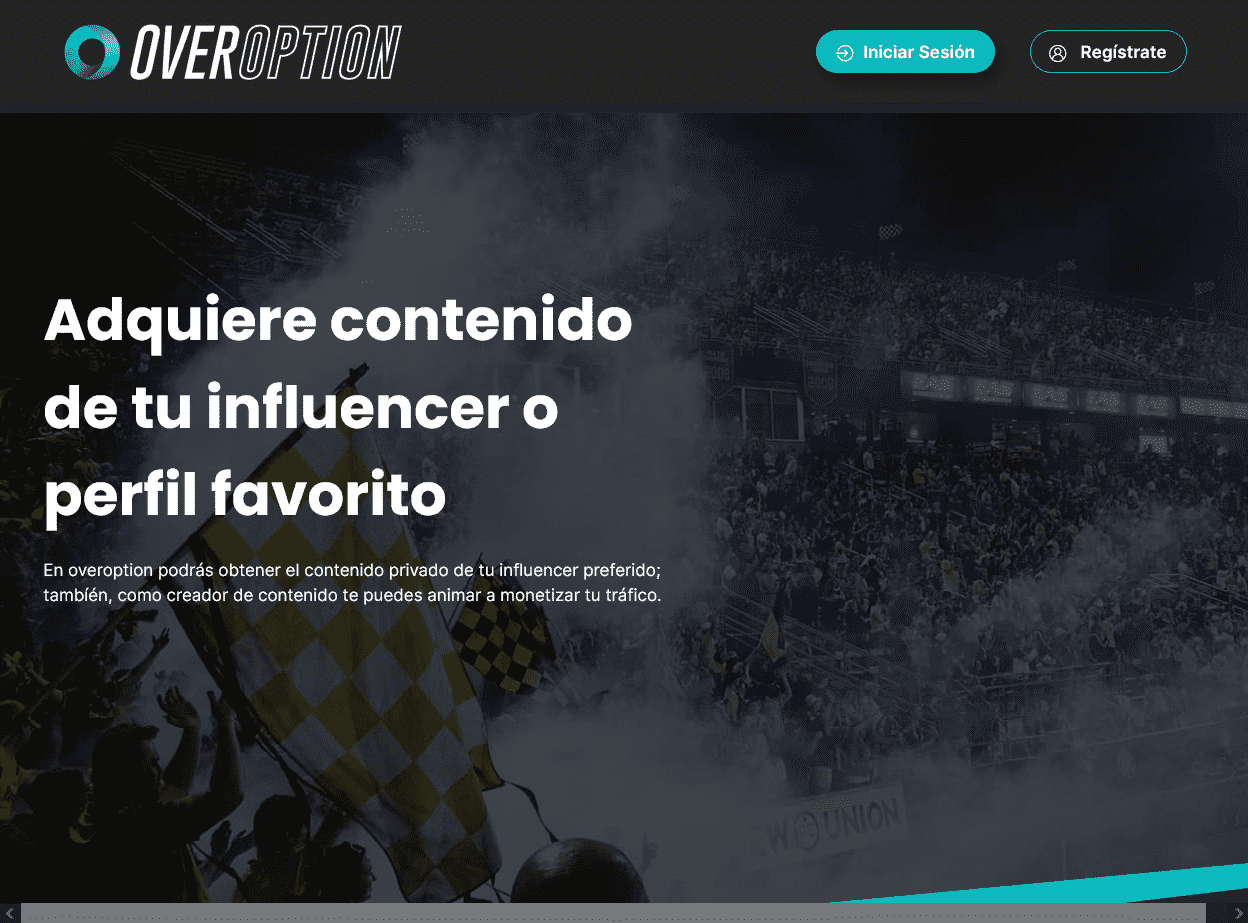 OVEROPTION
Iniciar Sesión
Regístrate
Adquiere contenido
de tu influencer o
perfil favorito
En overoption podrás obtener el contenido privado de tu influencer preferido;
también, como creador de contenido te puedes animar a monetizar tu tráfico.
UNION